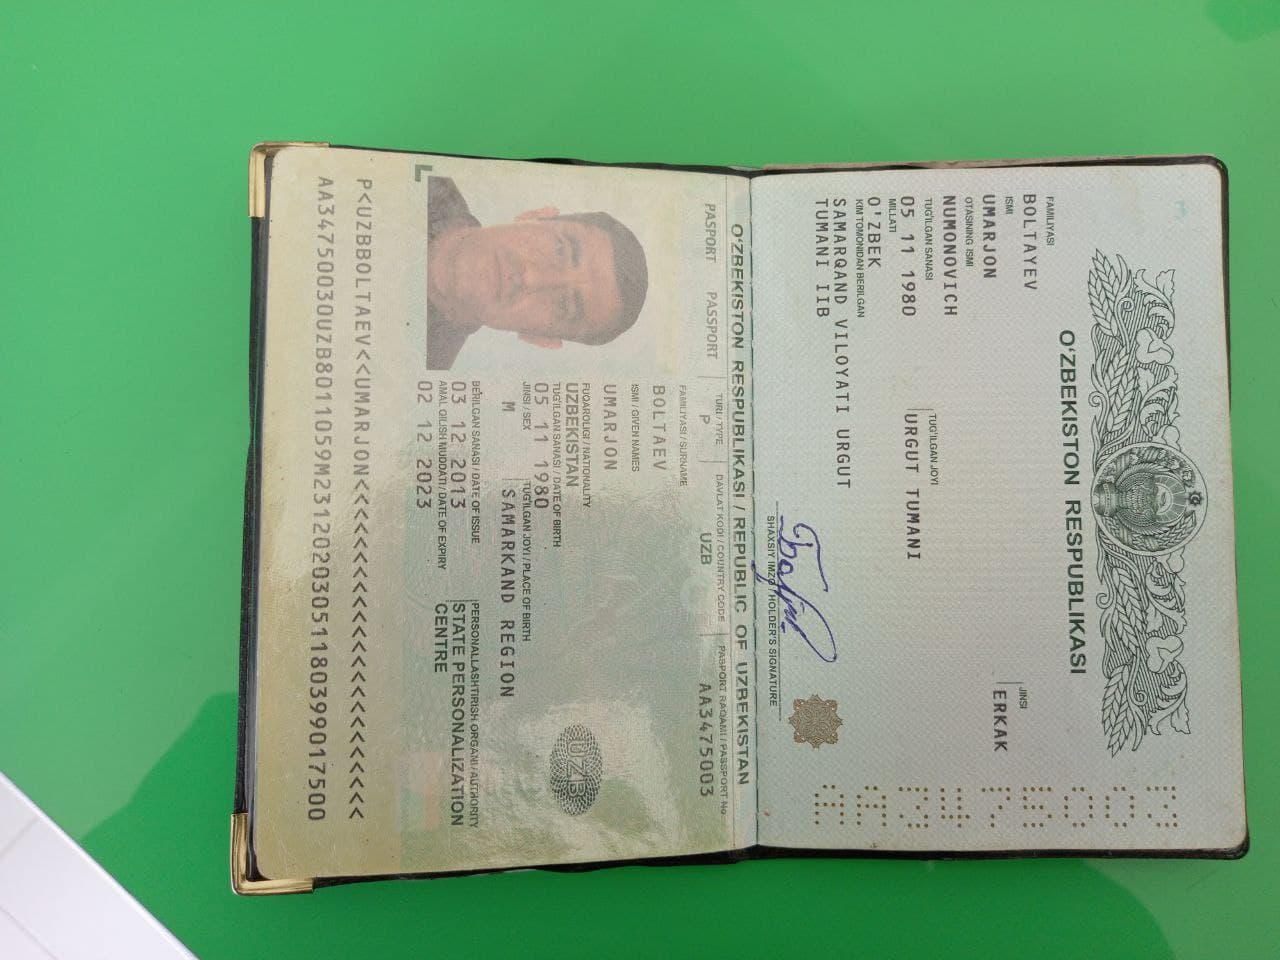 O‘ZBEKISTON RESPUBLIKASI
FAMILIYASI
BOLTAYEV
ISMI
UMARJON
JINSI
ERKAK
OTASINING ISMI
NUMONOVICH
TUG‘ILGAN SANASI
05 11 1980
TUG‘ILGAN JOYI
URGUT TUMANI
MILLATI
O'ZBEK
KIM TOMONIDAN BERILGAN
SAMARQAND VILOYATI URGUT
TUMANI IIB
SHAXSIY IMZO / HOLDER'S SIGNATURE
AA3475003
O‘ZBEKISTON RESPUBLIKASI / REPUBLIC OF UZBEKISTAN
PASPORT PASSPORT
TURI / TYPE
P
DAVLAT KODI / COUNTRY CODE
UZB
PASPORT RAQAMI / PASSPORT No
AA3475003
FAMILIYASI / SURNAME
BOLTAEV
ISMI / GIVEN NAMES
UMARJON
FUQAROLIGI / NATIONALITY
UZBEKISTAN
TUG‘ILGAN SANASI / DATE OF BIRTH
05 11 1980
JINSI / SEX
M
TUG‘ILGAN JOYI / PLACE OF BIRTH
SAMARKAND REGION
BERILGAN SANASI / DATE OF ISSUE
03 12 2013
PERSONALLASHTIRISH ORGANI / AUTHORITY
STATE PERSONALIZATION
CENTRE
AMAL QILISH MUDDATI / DATE OF EXPIRY
02 12 2023
UZB
P<UZBBOLTAEV<<UMARJON<<<<<<<<<<<<<<<<<<<<<<<
AA34750030UZB8011059M23120203051180399017500